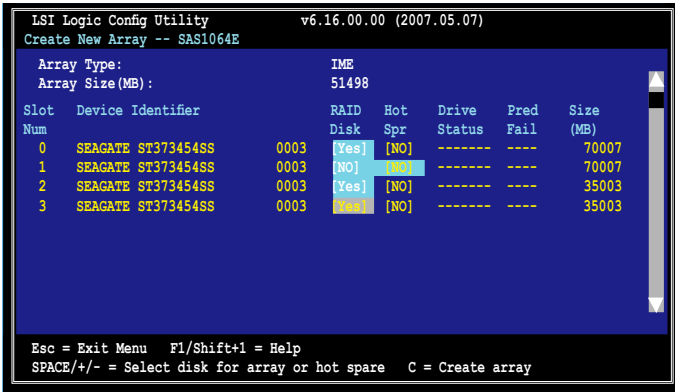 LSI Logic Config Utility v6.16.00.00 (2007.05.07)
Create New Array -- SAS1064E
Array Type: IME
Array Size(MB): 51498
Slot Device Identifier RAID Hot Drive Pred Size
Num Disk Spr Status Fail (MB)
0 SEAGATE ST373454SS 0003 [Yes] [NO] ------- ---- 70007
1 SEAGATE ST373454SS 0003 [NO] [NO] ------- ---- 70007
2 SEAGATE ST373454SS 0003 [Yes] [NO] ------- ---- 35003
3 SEAGATE ST373454SS 0003 [Yes] [NO] ------- ---- 35003
Esc = Exit Menu F1/Shift+1 = Help
SPACE/+/- = Select disk for array or hot spare C = Create array